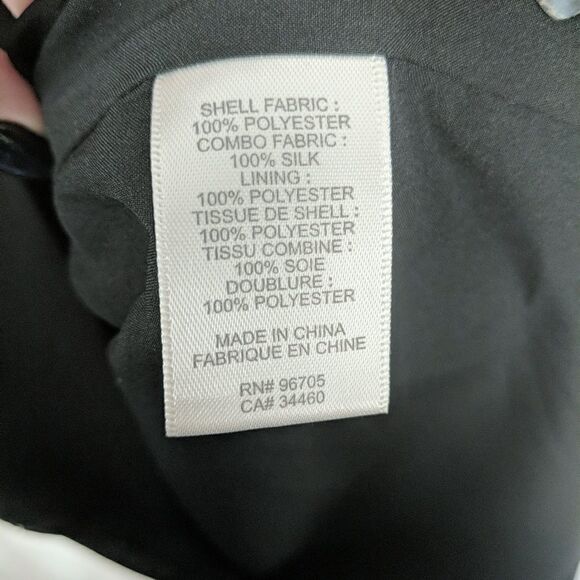 SHELL FABRIC :
100% POLYESTER
COMBO FABRIC :
100% SILK
LINING :
100% POLYESTER
TISSUE DE SHELL :
100% POLYESTER
TISSU COMBINE :
100% SOIE
DOUBLURE :
100% POLYESTER
MADE IN CHINA
FABRIQUE EN CHINE
RN# 96705
CA# 34460